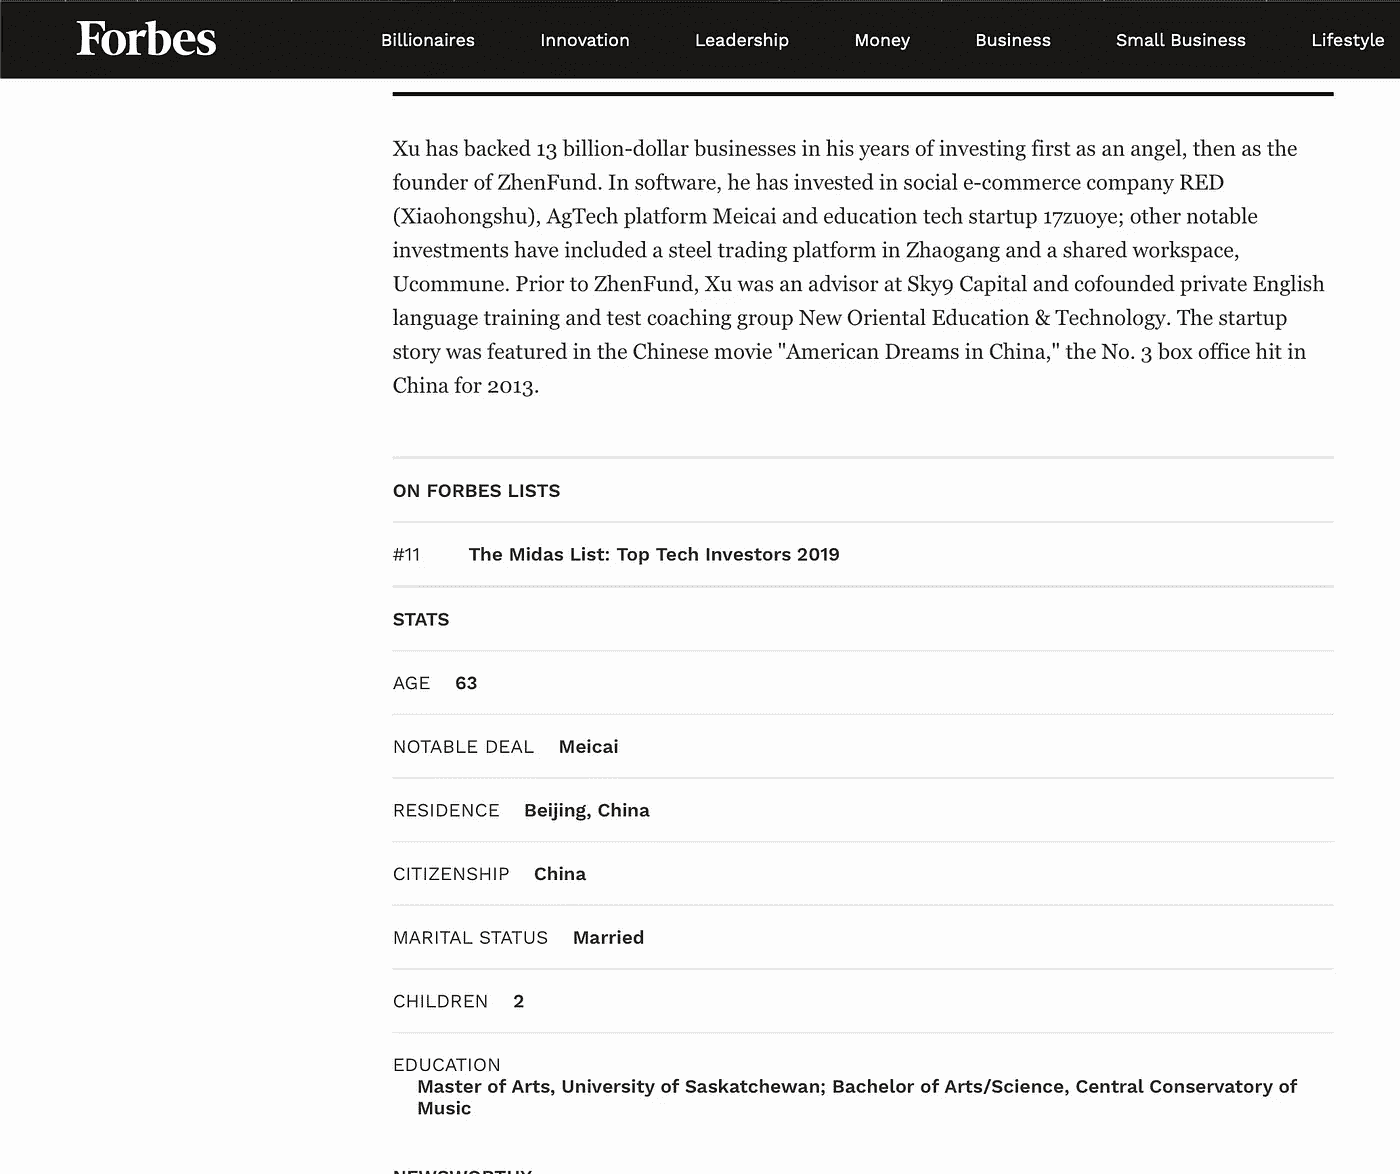 Forbes
Billionaires Innovation Leadership Money Business Small Business Lifestyle
Xu has backed 13 billion-dollar businesses in his years of investing first as an angel, then as the
founder of ZhenFund. In software, he has invested in social e-commerce company RED
(Xiaohongshu), AgTech platform Meicai and education tech startup 17zuoye; other notable
investments have included a steel trading platform in Zhaogang and a shared workspace,
Ucommune. Prior to ZhenFund, Xu was an advisor at Sky9 Capital and cofounded private English
language training and test coaching group New Oriental Education & Technology. The startup
story was featured in the Chinese movie "American Dreams in China," the No. 3 box office hit in
China for 2013.
ON FORBES LISTS
#11 The Midas List: Top Tech Investors 2019
STATS
AGE 63
NOTABLE DEAL Meicai
RESIDENCE Beijing, China
CITIZENSHIP China
MARITAL STATUS Married
CHILDREN 2
EDUCATION
Master of Arts, University of Saskatchewan; Bachelor of Arts/Science, Central Conservatory of
Music
NEWSWORTHY